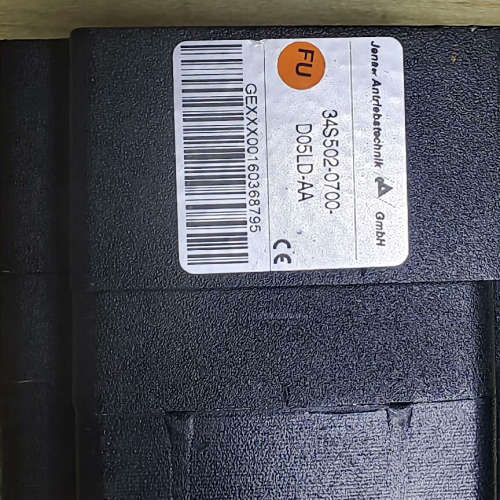 Jenaer Antriebstechnik GmbH
FU
34S502-0700-
D05LD-AA
CE
GEXXX00160368795